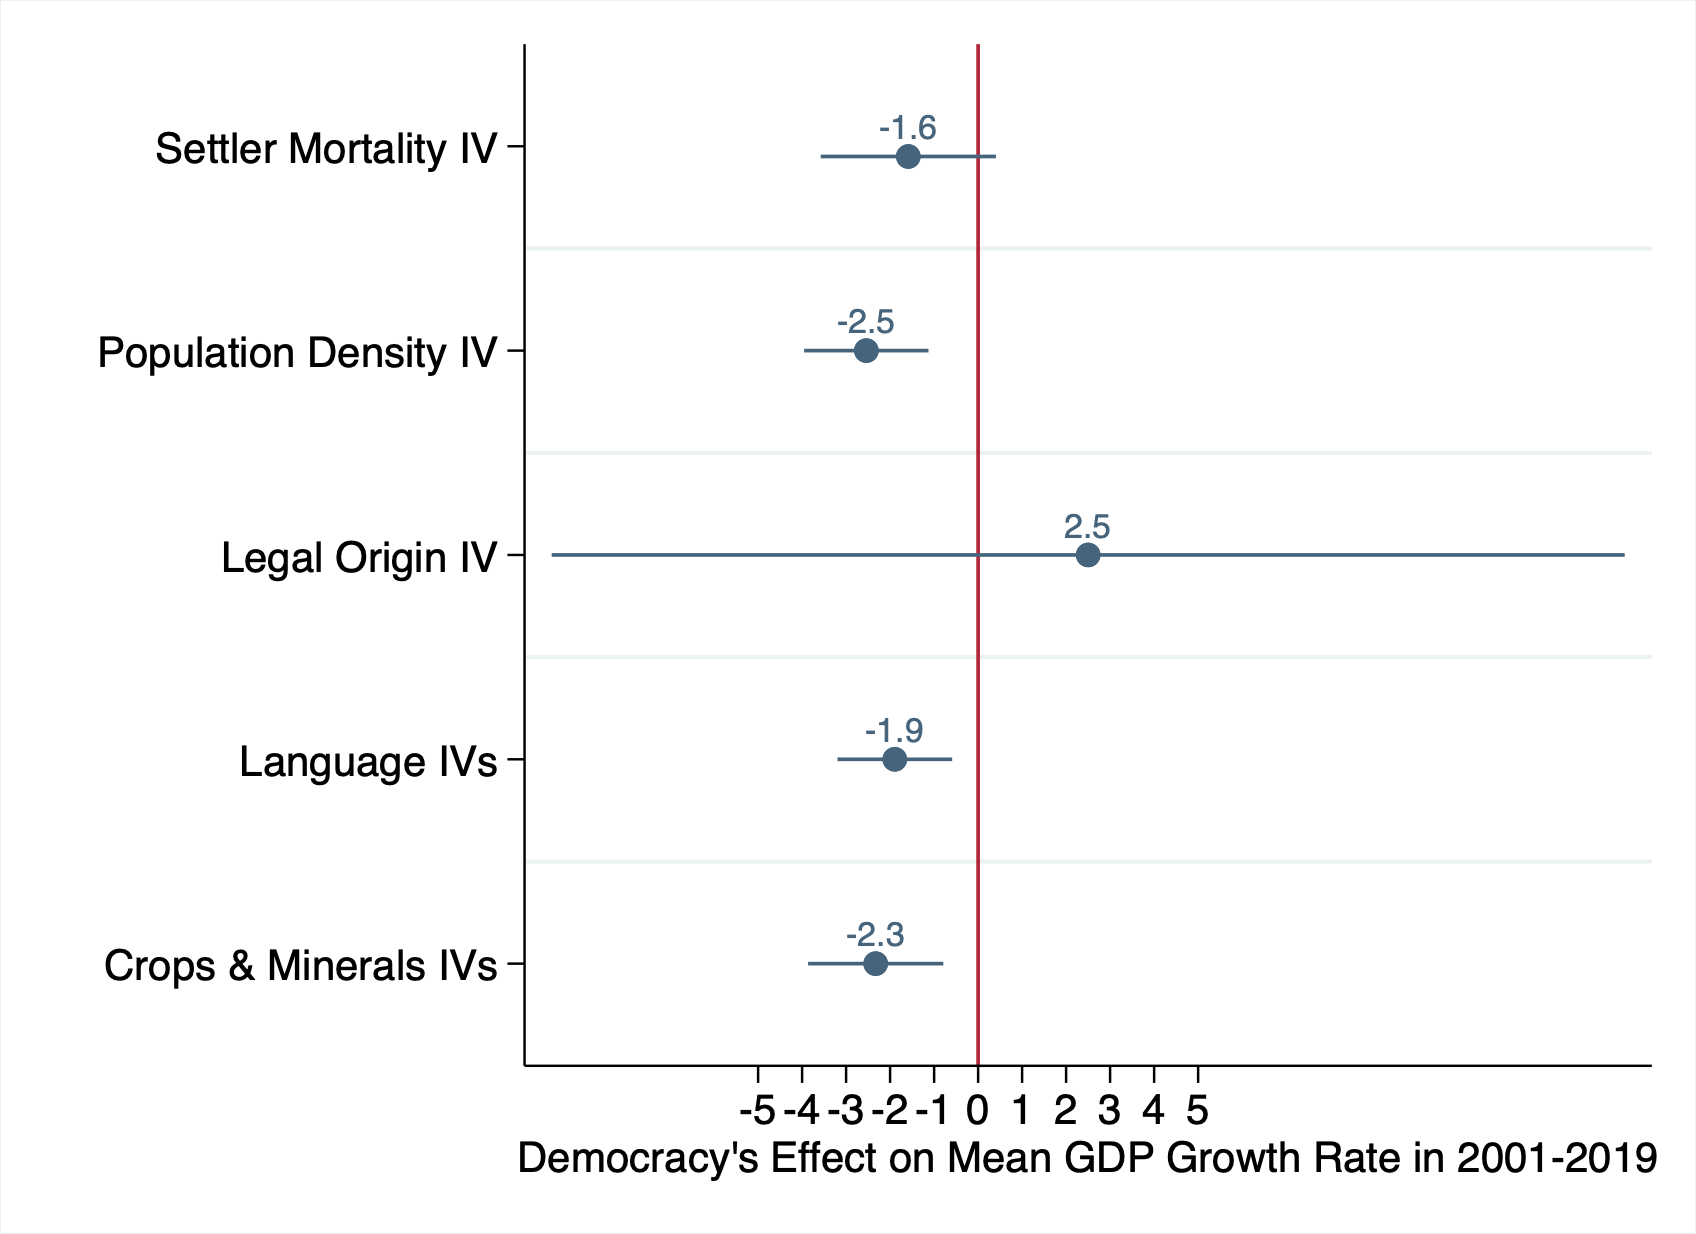 Settler Mortality IV
-1.6
Population Density IV
-2.5
Legal Origin IV
2.5
Language IVs
-1.9
Crops & Minerals IVs
-2.3
-5 -4 -3 -2 -1 0 1 2 3 4 5
Democracy's Effect on Mean GDP Growth Rate in 2001-2019